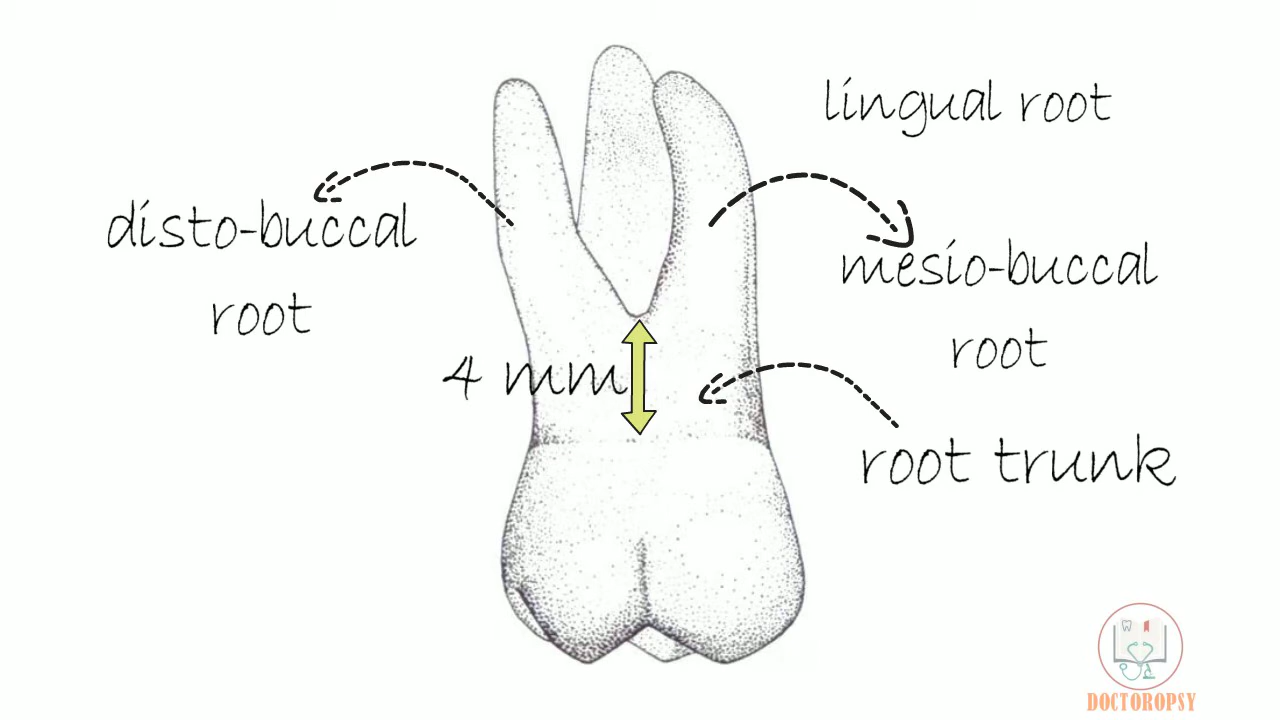 lingual root
disto-buccal
root
mesio-buccal
root
4 mm
root trunk
DOCTOROPSY